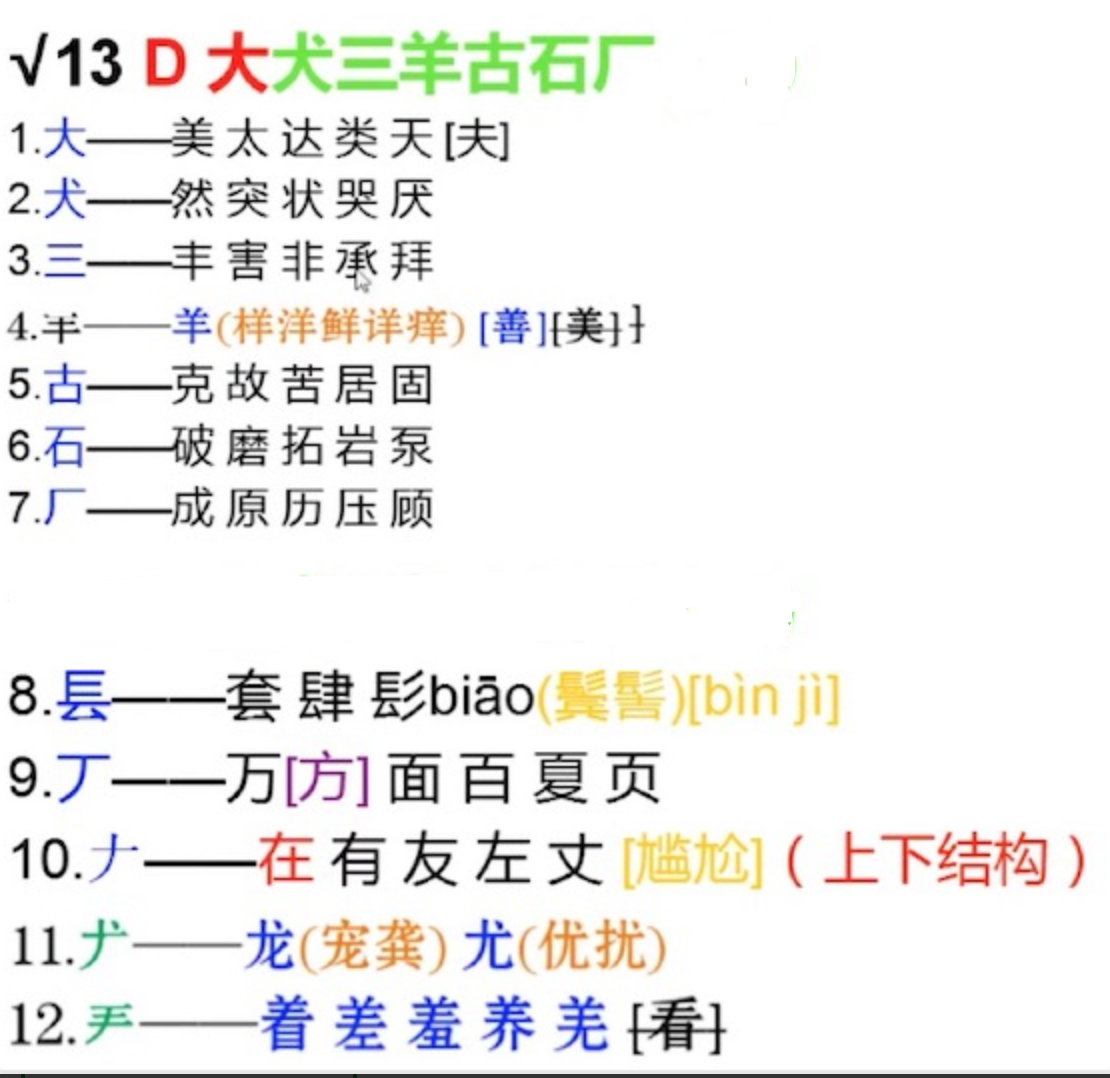 √13 D 大犬三羊古石厂
1.大——美 太 达 类 天 [夫]
2.犬——然 突 状 哭 厌
3.三——丰 害 非 承 拜
4.羊——羊(样洋鲜详痒) [善][美]
5.古——克 故 苦 居 固
6.石——破 磨 拓 岩 泵
7.厂——成 原 历 压 顾
8.镸——套 肆 髟biāo(鬓髻)[bìn jì]
9.丆——万[方] 面 百 夏 页
10.𠂇——在 有 友 左 丈 [尴尬]（上下结构）
11.——龙(宠龚) 尤(优扰)
12.——着 差 羞 养 羌 [看]